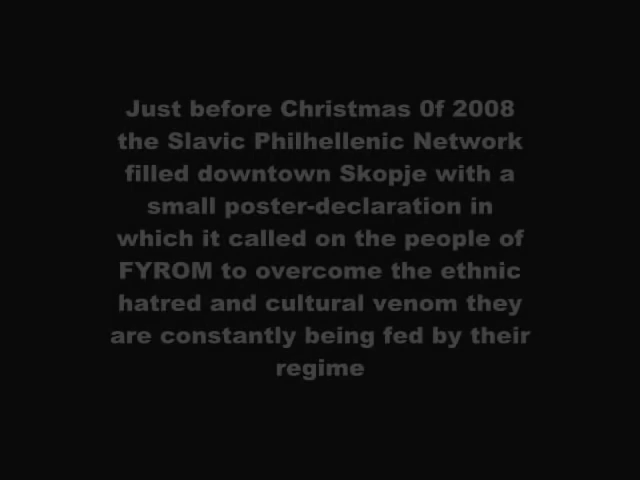 Just before Christmas 0f 2008
the Slavic Philhellenic Network
filled downtown Skopje with a
small poster-declaration in
which it called on the people of
FYROM to overcome the ethnic
hatred and cultural venom they
are constantly being fed by their
regime